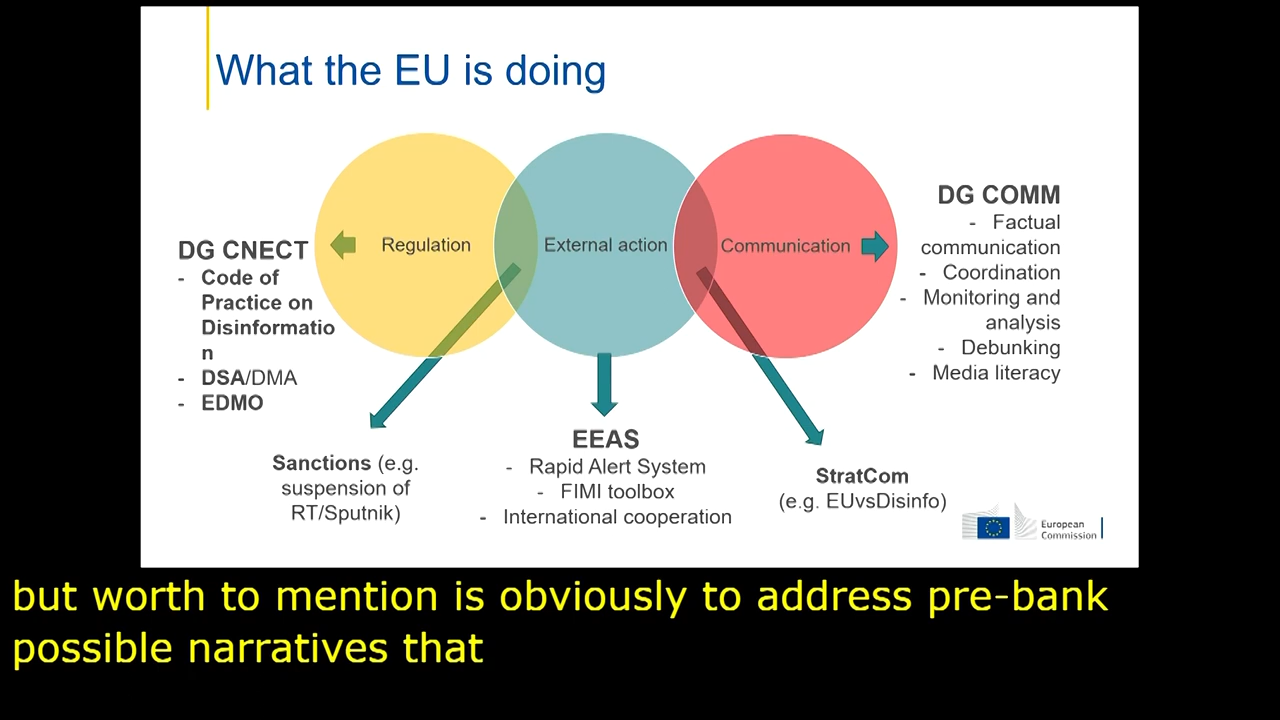 What the EU is doing
Regulation
External action
Communication
DG CNECT
- Code of
Practice on
Disinformatio
n
- DSA/DMA
- EDMO
DG COMM
- Factual
communication
- Coordination
- Monitoring and
analysis
- Debunking
- Media literacy
Sanctions (e.g.
suspension of
RT/Sputnik)
EEAS
- Rapid Alert System
- FIMI toolbox
- International cooperation
StratCom
(e.g. EUvsDisinfo)
European
Commission
but worth to mention is obviously to address pre-bank
possible narratives that